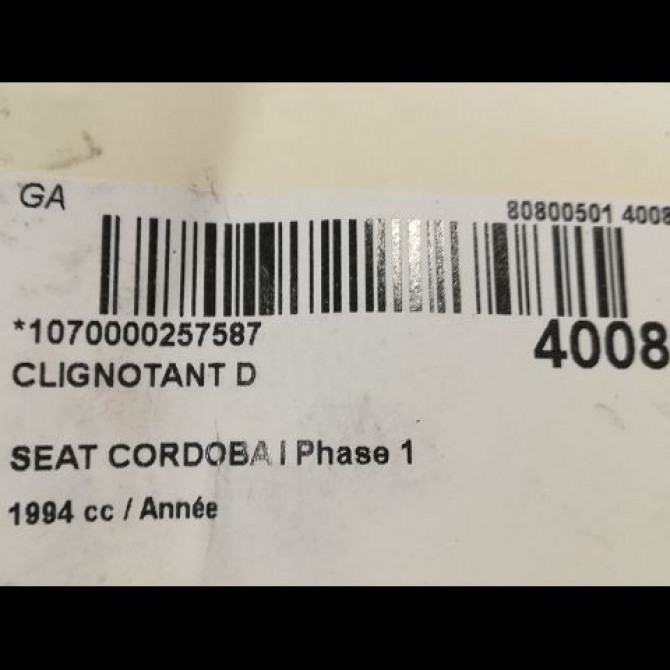 GA
80800501 4008
*1070000257587
4008
CLIGNOTANT D
SEAT CORDOBA I Phase 1
1994 cc / Année